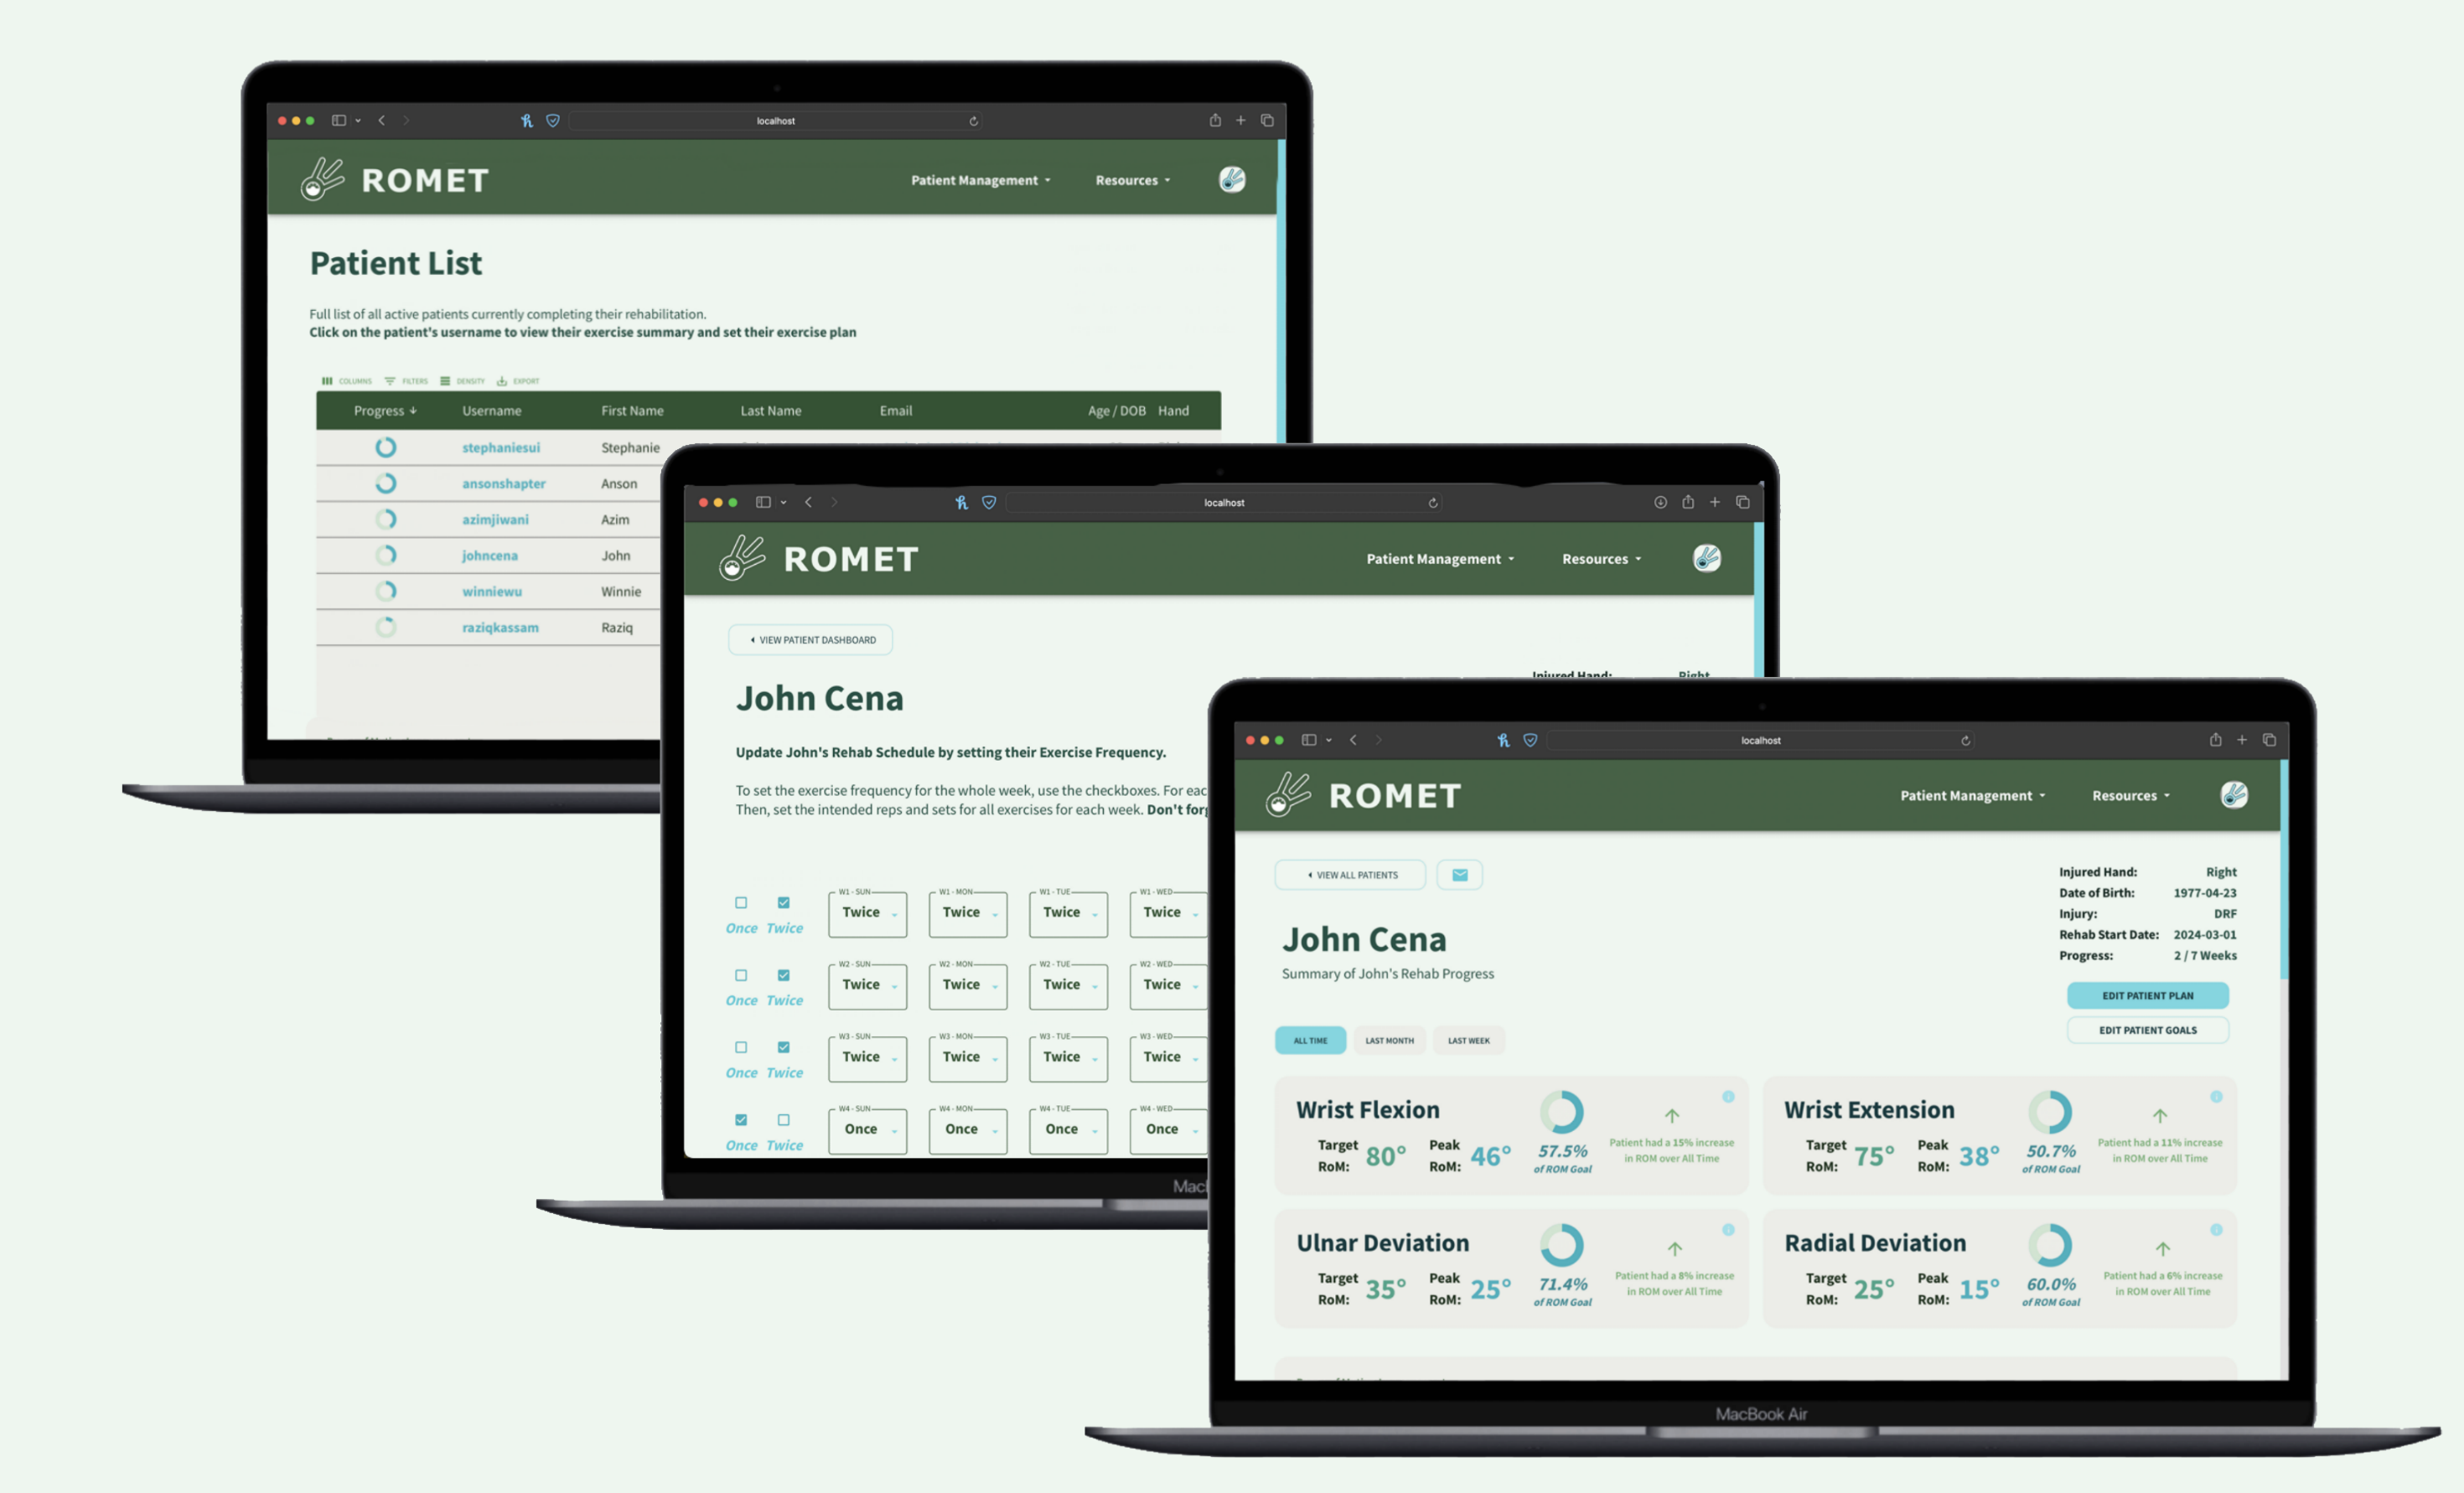 localhost
ROMET
Patient Management
Resources
Patient List
Full list of all active patients currently completing their rehabilitation.
Click on the patient's username to view their exercise summary and set their exercise plan
COLUMNS FILTERS DENSITY EXPORT
Progress Username First Name Last Name Email Age / DOB Hand
stephaniesui Stephanie
ansonshapter Anson
azimjiwani Azim
johncena John
winniewu Winnie
raziqkassam Raziq
localhost
ROMET
Patient Management
Resources
VIEW PATIENT DASHBOARD
Injured Hand: Right
John Cena
Update John's Rehab Schedule by setting their Exercise Frequency.
To set the exercise frequency for the whole week, use the checkboxes. For
Then, set the intended reps and sets for all exercises for each week. Don't
W1 - SUN W1 - MON W1 - TUE W1 - WED
Twice Twice Twice Twice
Once Twice
W2 - SUN W2 - MON W2 - TUE W2 - WED
Twice Twice Twice Twice
Once Twice
W3 - SUN W3 - MON W3 - TUE W3 - WED
Twice Twice Twice Twice
Once Twice
W4 - SUN W4 - MON W4 - TUE W4 - WED
Once Once Once Once
Once Twice
localhost
ROMET
Patient Management
Resources
VIEW ALL PATIENTS
Injured Hand: Right
Date of Birth: 1977-04-23
Injury: DRF
Rehab Start Date: 2024-03-01
Progress: 2 / 7 Weeks
John Cena
Summary of John's Rehab Progress
EDIT PATIENT PLAN
EDIT PATIENT GOALS
ALL TIME LAST MONTH LAST WEEK
Wrist Flexion
Target RoM: 80° Peak RoM: 46°
57.5%
of ROM Goal
Patient had a 15% increase
in ROM over All Time
Wrist Extension
Target RoM: 75° Peak RoM: 38°
50.7%
of ROM Goal
Patient had a 11% increase
in ROM over All Time
Ulnar Deviation
Target RoM: 35° Peak RoM: 25°
71.4%
of ROM Goal
Patient had a 8% increase
in ROM over All Time
Radial Deviation
Target RoM: 25° Peak RoM: 15°
60.0%
of ROM Goal
Patient had a 6% increase
in ROM over All Time
MacBook Air